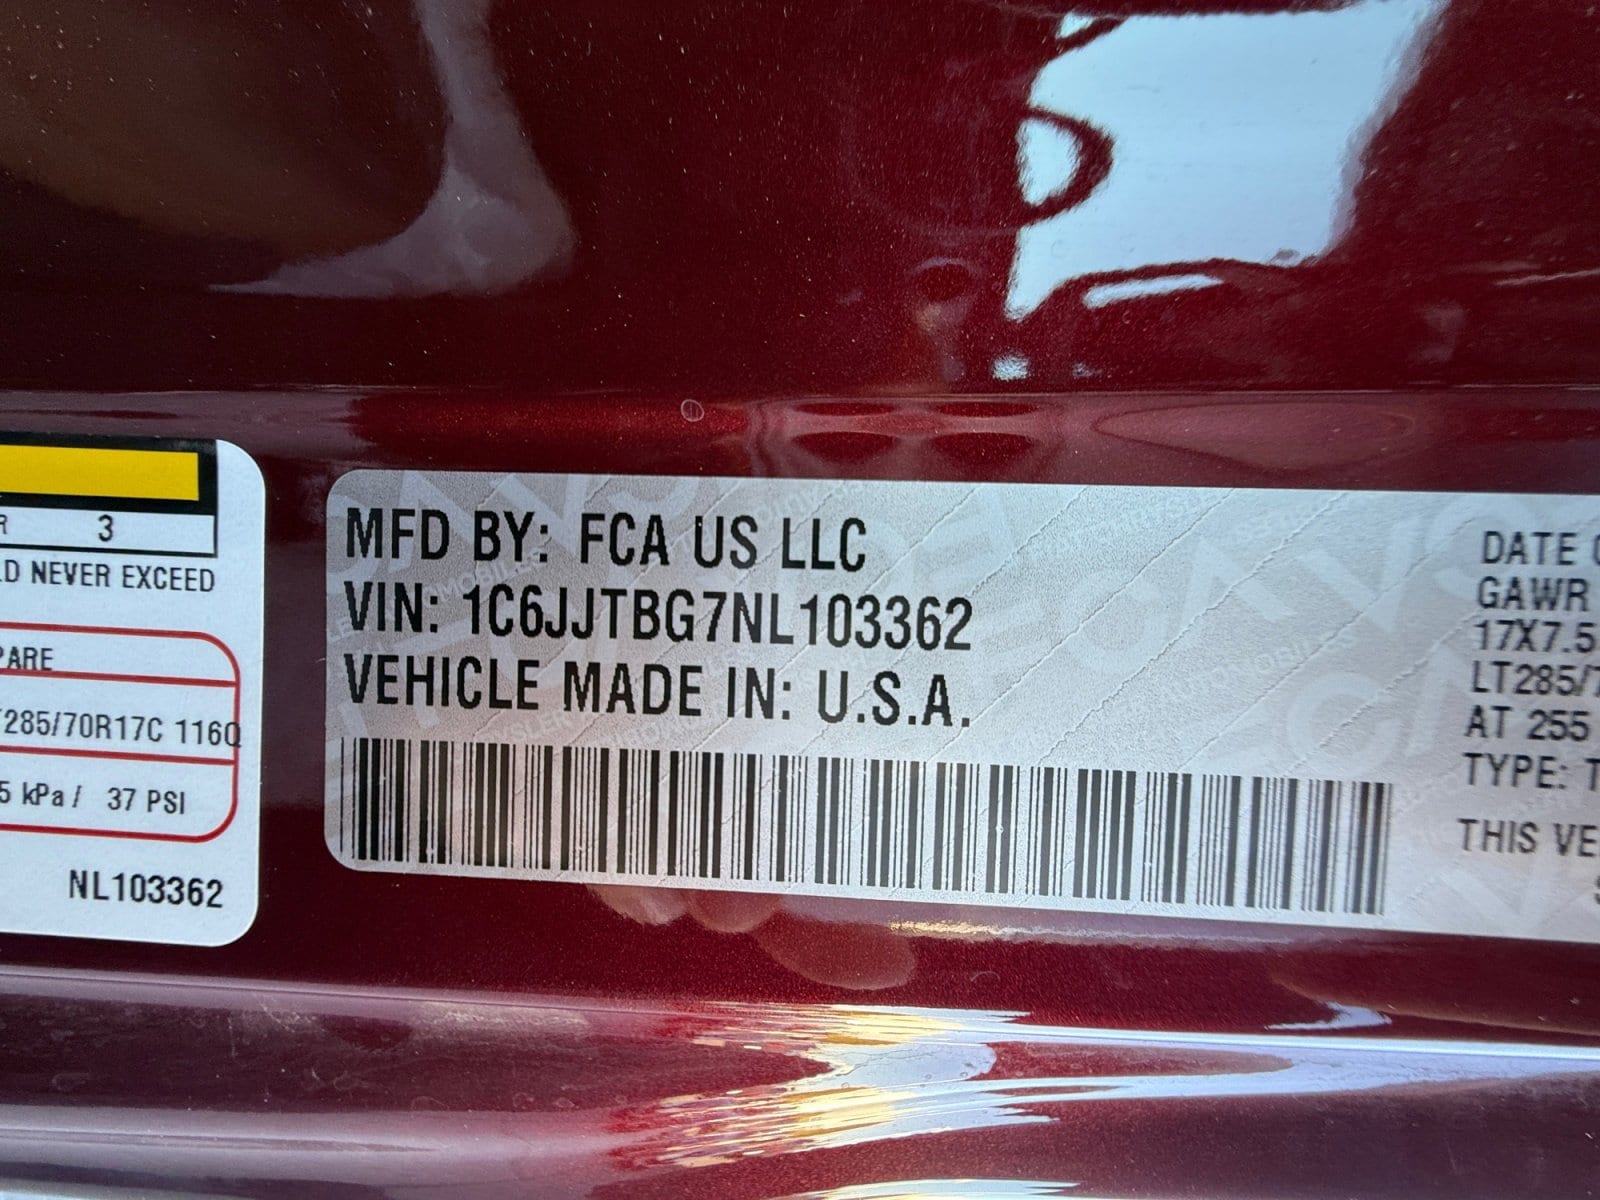 R 3
LD NEVER EXCEED
PARE
285/70R17C 116Q
5 kPa / 37 PSI
NL103362
MFD BY: FCA US LLC
VIN: 1C6JJTBG7NL103362
VEHICLE MADE IN: U.S.A.
DATE
GAWR
17X7.5
LT285/7
AT 255
TYPE: T
THIS VE